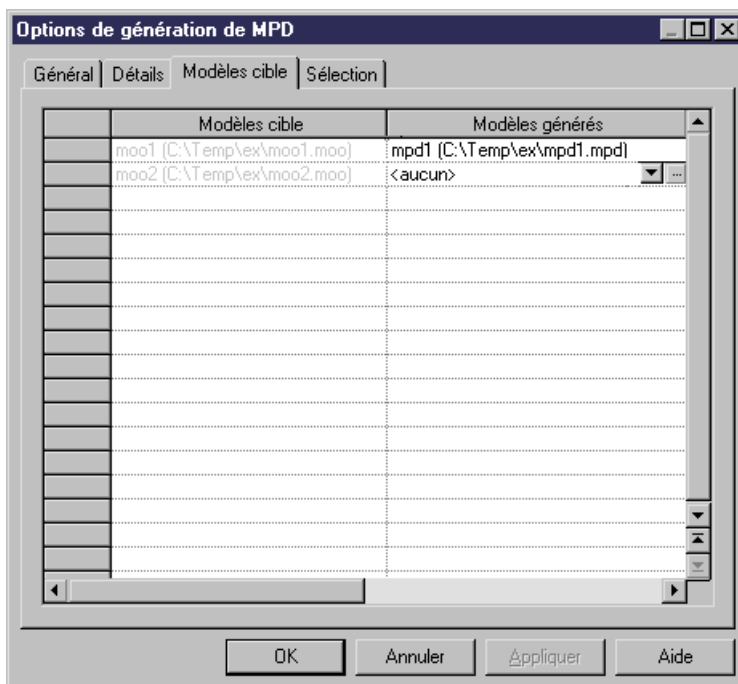 Options de génération de MPD
Général Détails Modèles cible Sélection
Modèles cible Modèles générés
moo1 (C:\Temp\ex\moo1.moo) mpd1 (C:\Temp\ex\mpd1.mpd)
moo2 (C:\Temp\ex\moo2.moo) <aucun> ...
OK Annuler Appliquer Aide